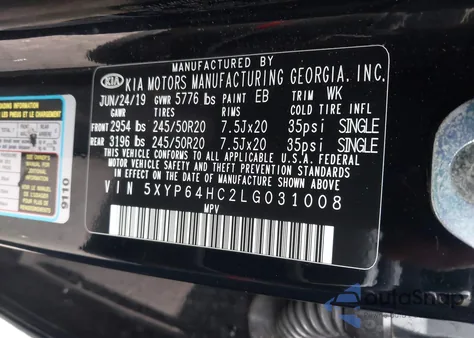 MANUFACTURED BY
KIA KIA MOTORS MANUFACTURING GEORGIA, INC.
JUN/24/19 GVWR 5776 lbs PAINT EB TRIM WK
GAWR TIRES RIMS COLD TIRE INFL
FRONT 2954 lbs 245/50R20 7.5Jx20 35psi SINGLE
REAR 3196 lbs 245/50R20 7.5Jx20 35psi SINGLE
THIS VEHICLE CONFORMS TO ALL APPLICABLE U.S.A. FEDERAL
MOTOR VEHICLE SAFETY AND THEFT PREVENTION STANDARDS
IN EFFECT ON THE DATE OF MANUFACTURE SHOWN ABOVE.
VIN 5XYP64HC2LG031008
MPV
9110
AutoSnap